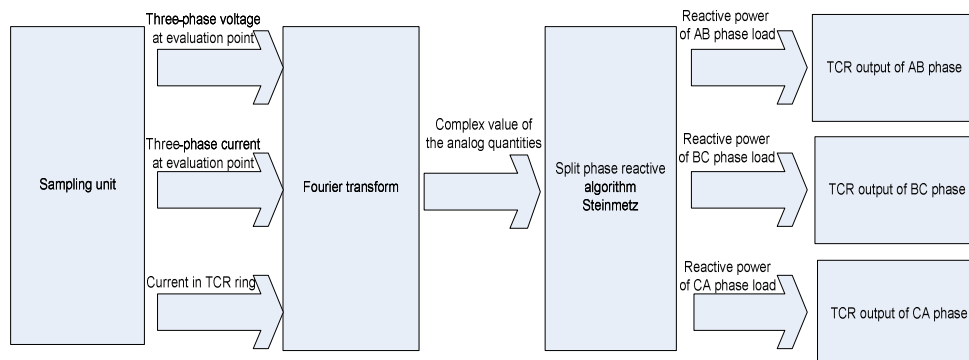 Three-phase voltage
at evaluation point
Three-phase current
at evaluation point
Current in TCR ring
Sampling unit
Fourier transform
Complex value of
the analog quantities
Split phase reactive
algorithm
Steinmetz
Reactive power
of AB phase load
Reactive power
of BC phase load
Reactive power
of CA phase load
TCR output of AB phase
TCR output of BC phase
TCR output of CA phase